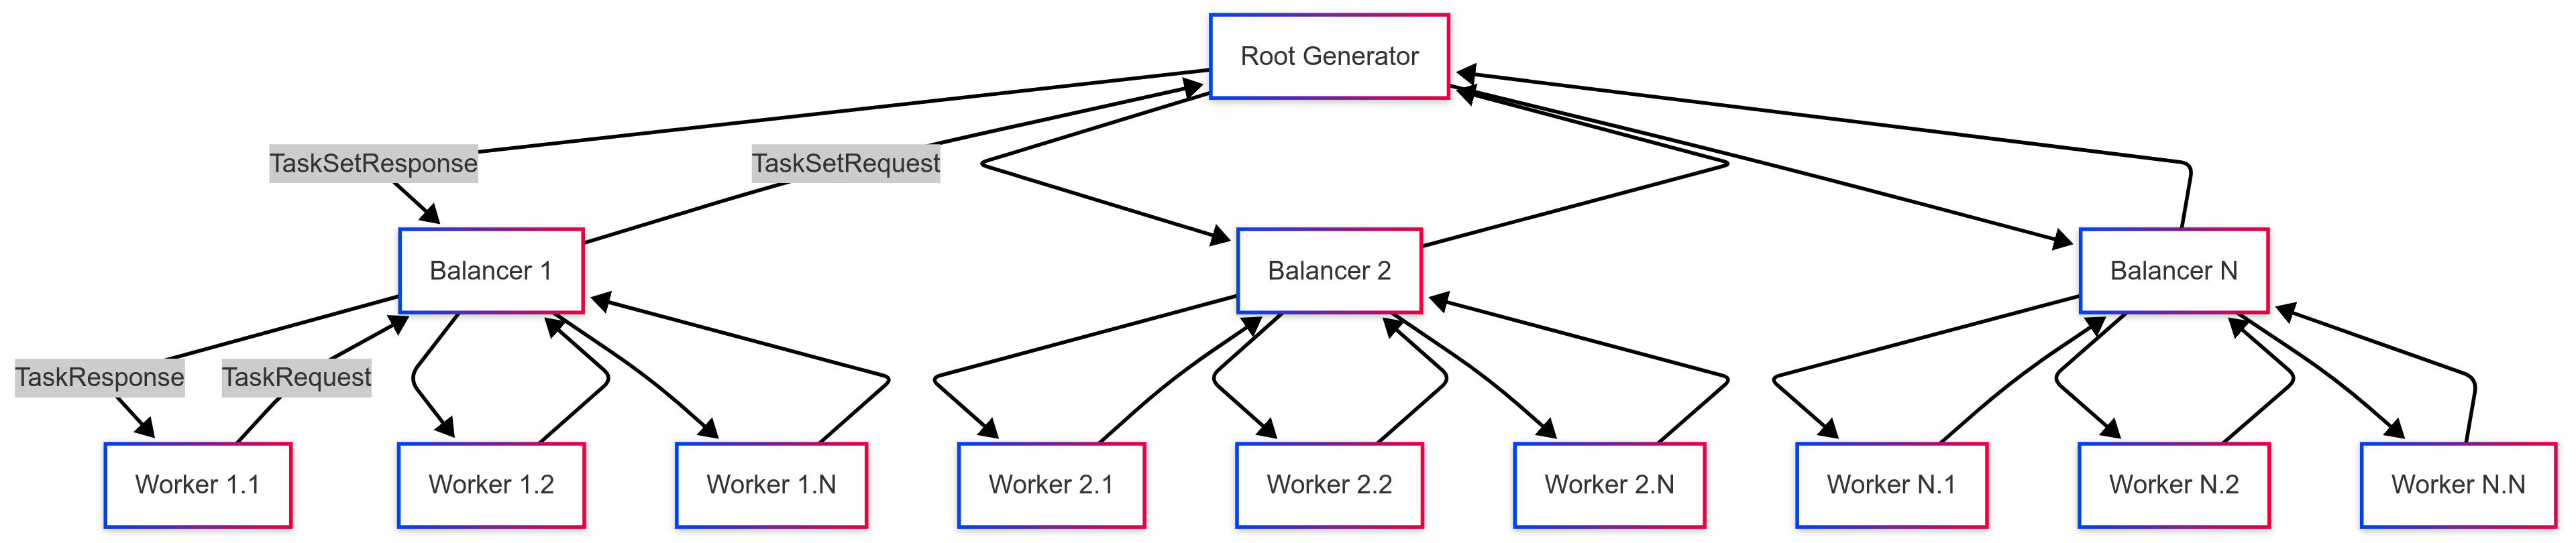 Root Generator
TaskSetResponse
TaskSetRequest
Balancer 1
Balancer 2
Balancer N
TaskResponse
TaskRequest
Worker 1.1
Worker 1.2
Worker 1.N
Worker 2.1
Worker 2.2
Worker 2.N
Worker N.1
Worker N.2
Worker N.N